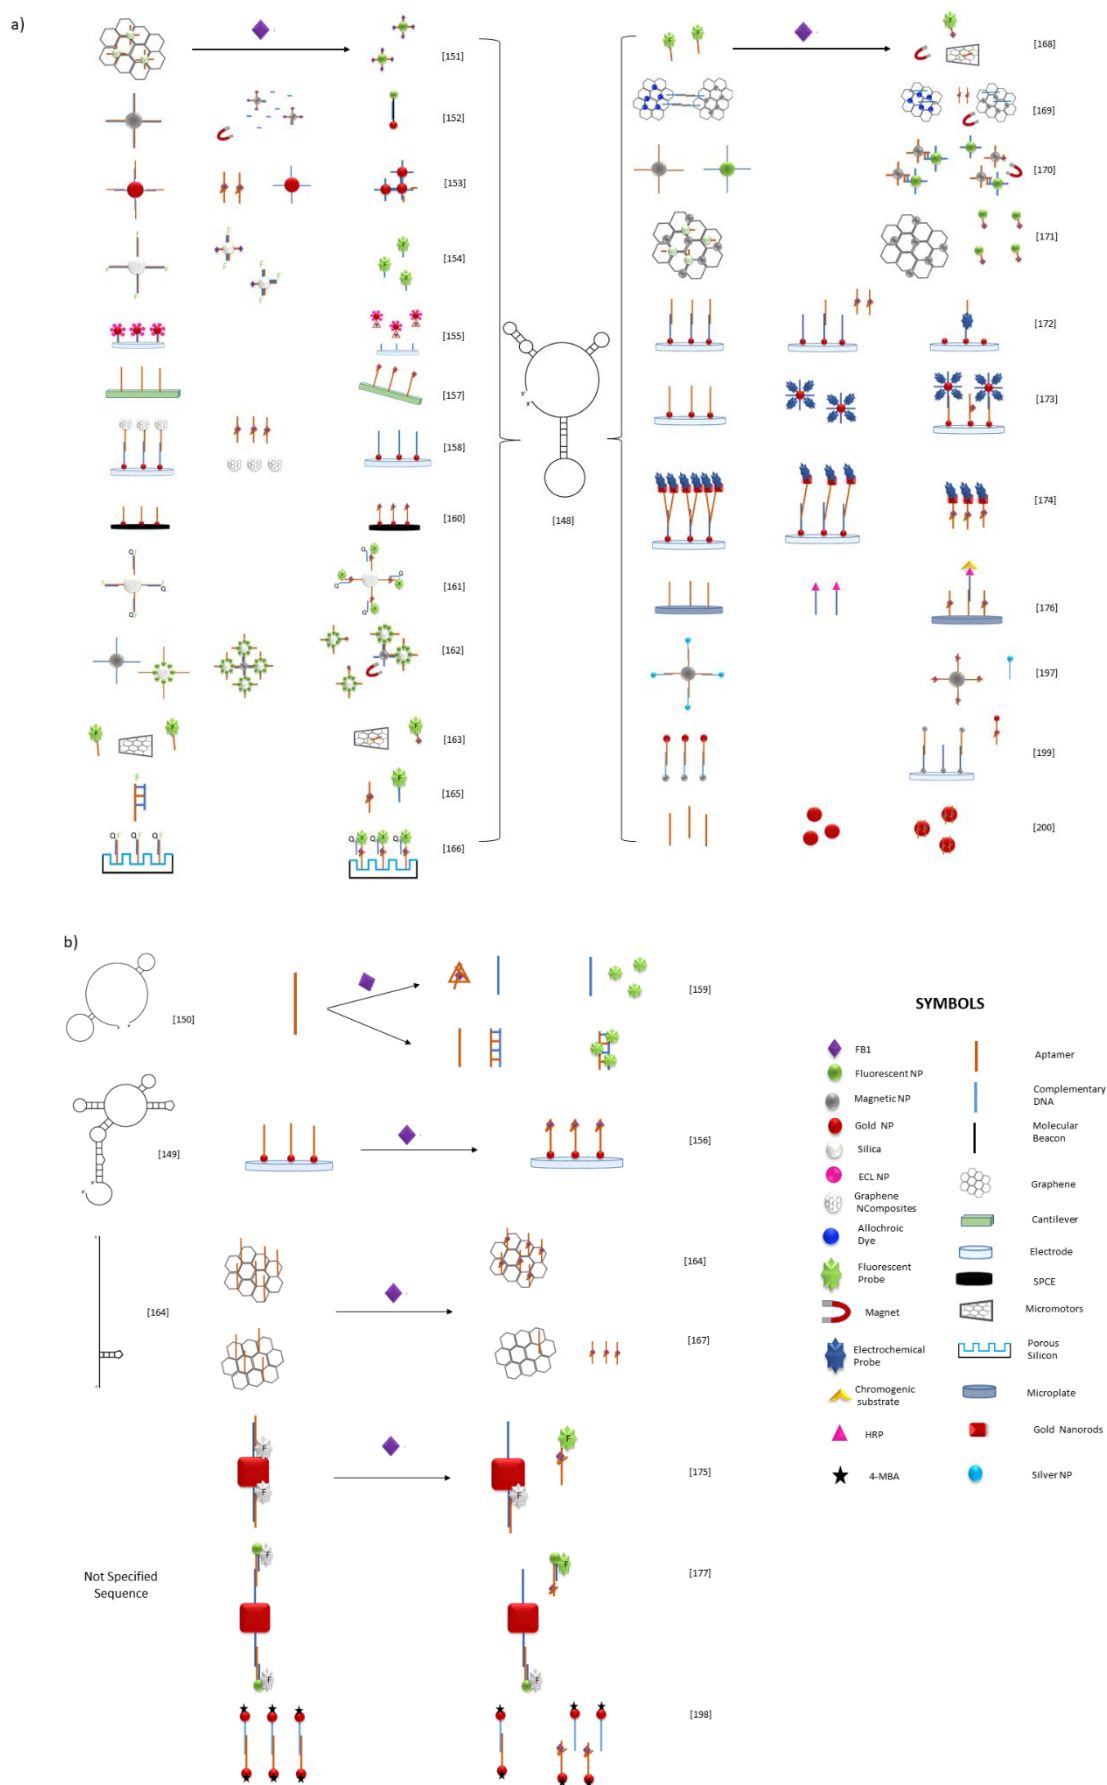 a)
[151]
[152]
[153]
[154]
F
F
F
F
F
F
F
F
F
F
F
[155]
[157]
[158]
[160]
[161]
Q F
F
F
Q
Q F
Q
F
Q
F
F
Q
Q
F
[162]
[163]
F
F
F
[165]
F
F
[166]
Q F
Q F
Q F
Q F
Q F
Q F
5'
3'
[148]
[168]
F
F
F
[169]
[170]
[171]
[172]
[173]
[174]
[176]
[197]
[199]
[200]
b)
[150]
[159]
[149]
[156]
[164]
[164]
[167]
[175]
F
F
F
F
Not Specified
Sequence
[177]
F
F
F
F
[198]
SYMBOLS
FB1
Fluorescent NP
Magnetic NP
Gold NP
Silica
ECL NP
Graphene
NComposites
Allochroic
Dye
Fluorescent
Probe
Magnet
Electrochemical
Probe
Chromogenic
substrate
HRP
4-MBA
Aptamer
Complementary
DNA
Molecular
Beacon
Graphene
Cantilever
Electrode
SPCE
Micromotors
Porous
Silicon
Microplate
Gold Nanorods
Silver NP